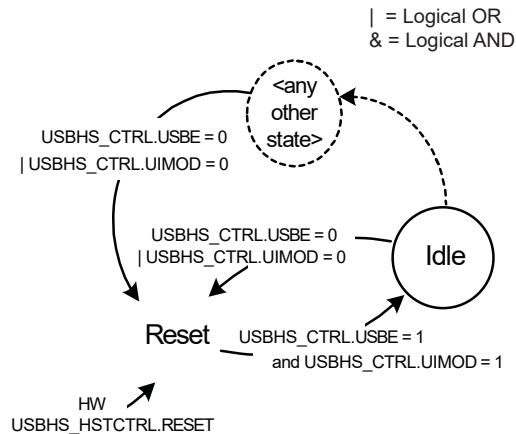 | = Logical OR
& = Logical AND
<any
other
state>
USBHS_CTRL.USBE = 0
| USBHS_CTRL.UIMOD = 0
USBHS_CTRL.USBE = 0
| USBHS_CTRL.UIMOD = 0
Idle
Reset
USBHS_CTRL.USBE = 1
and USBHS_CTRL.UIMOD = 1
HW
USBHS_HSTCTRL.RESET